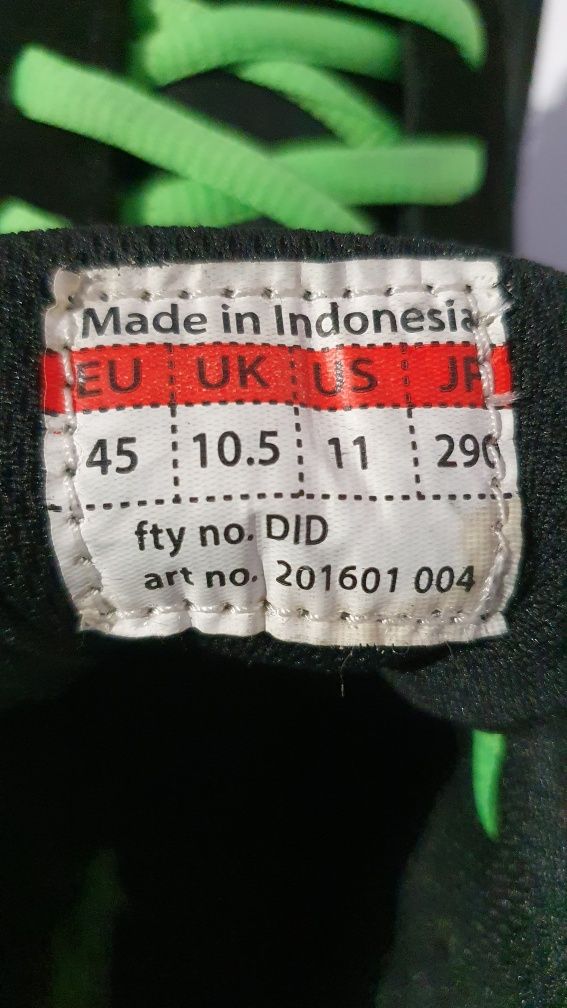 Made in Indonesia
EU UK US JP
45 10.5 11 290
fty no. DID
art no. 201601 004